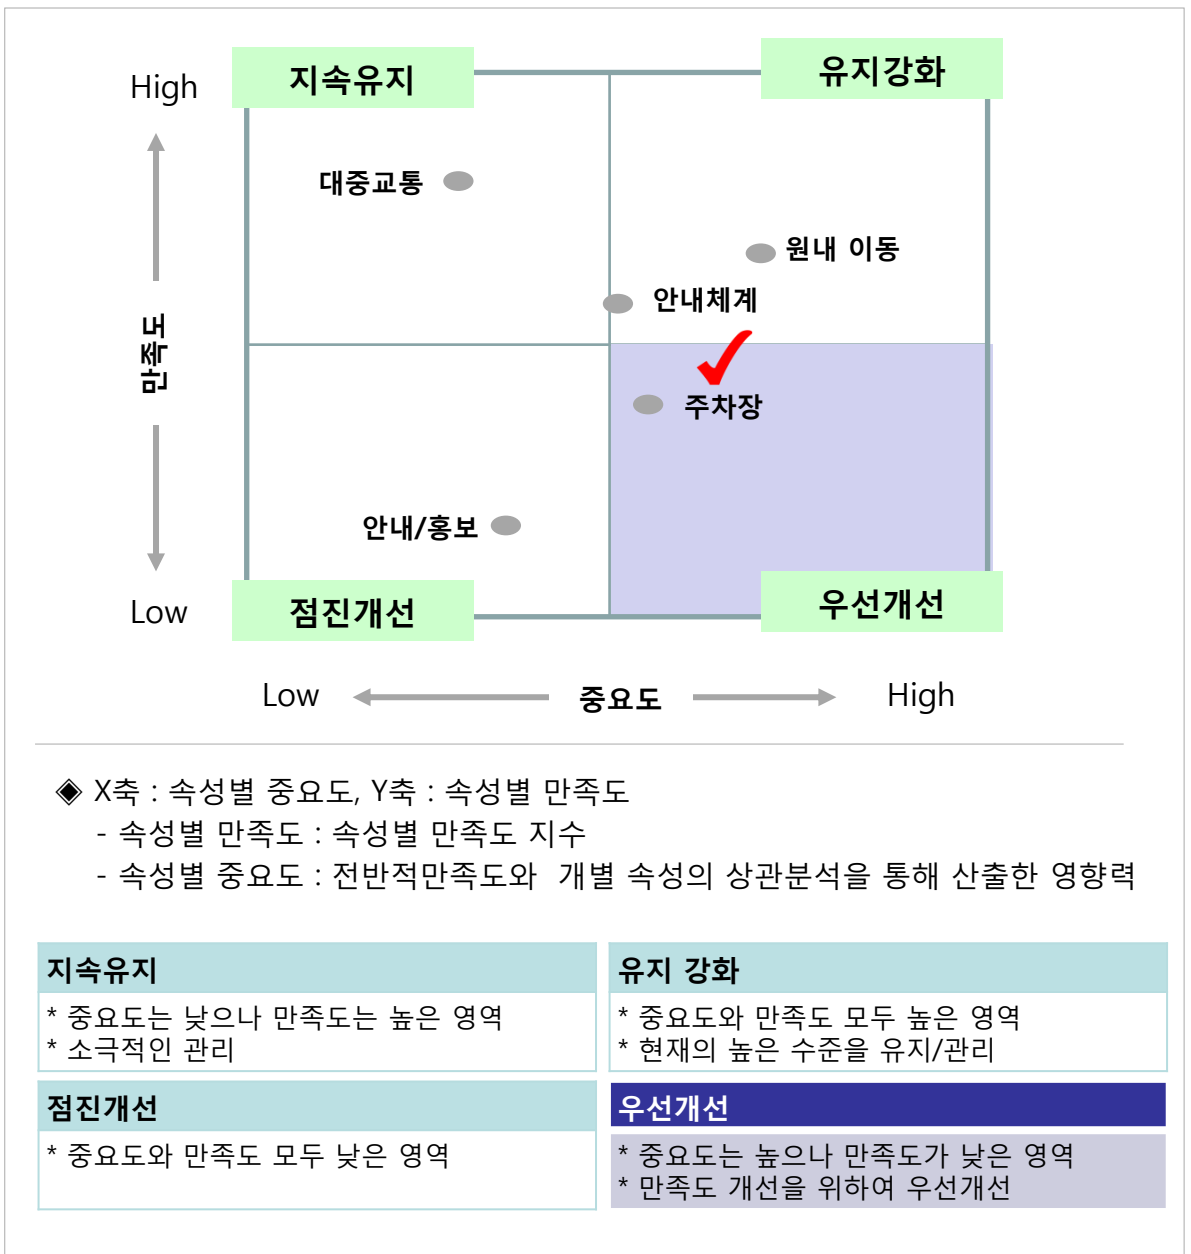 High
지속유지
유지강화
대중교통
원내 이동
안내체계
만족도
주차장
안내/홍보
Low
점진개선
우선개선
Low
중요도
High
◈ X축 : 속성별 중요도, Y축 : 속성별 만족도
- 속성별 만족도 : 속성별 만족도 지수
- 속성별 중요도 : 전반적만족도와 개별 속성의 상관분석을 통해 산출한 영향력
지속유지
* 중요도는 낮으나 만족도는 높은 영역
* 소극적인 관리
유지 강화
* 중요도와 만족도 모두 높은 영역
* 현재의 높은 수준을 유지/관리
점진개선
* 중요도와 만족도 모두 낮은 영역
우선개선
* 중요도는 높으나 만족도가 낮은 영역
* 만족도 개선을 위하여 우선개선